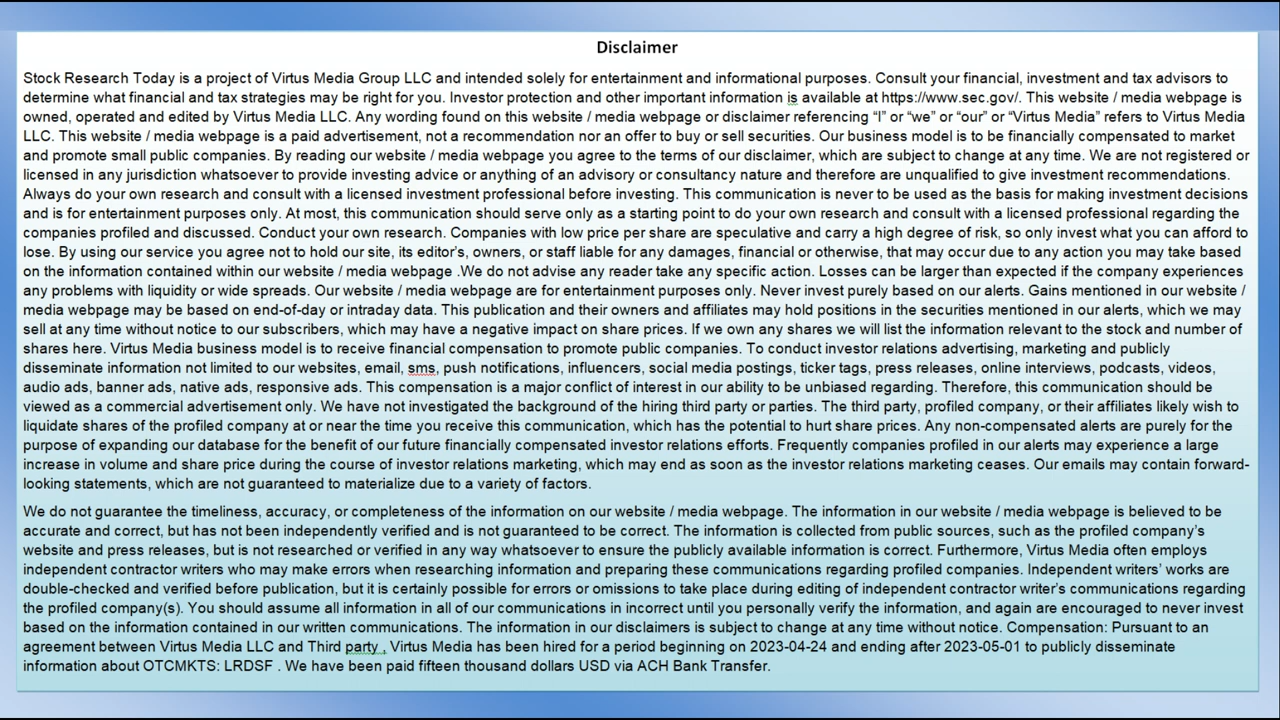 Disclaimer
Stock Research Today is a project of Virtus Media Group LLC and intended solely for entertainment and informational purposes. Consult your financial, investment and tax advisors to
determine what financial and tax strategies may be right for you. Investor protection and other important information is available at https://www.sec.gov/. This website / media webpage is
owned, operated and edited by Virtus Media LLC. Any wording found on this website / media webpage or disclaimer referencing “I” or “we” or “our” or “Virtus Media” refers to Virtus Media
LLC. This website / media webpage is a paid advertisement, not a recommendation nor an offer to buy or sell securities. Our business model is to be financially compensated to market
and promote small public companies. By reading our website / media webpage you agree to the terms of our disclaimer, which are subject to change at any time. We are not registered or
licensed in any jurisdiction whatsoever to provide investing advice or anything of an advisory or consultancy nature and therefore are unqualified to give investment recommendations.
Always do your own research and consult with a licensed investment professional before investing. This communication is never to be used as the basis for making investment decisions
and is for entertainment purposes only. At most, this communication should serve only as a starting point to do your own research and consult with a licensed professional regarding the
companies profiled and discussed. Conduct your own research. Companies with low price per share are speculative and carry a high degree of risk, so only invest what you can afford to
lose. By using our service you agree not to hold our site, its editor’s, owners, or staff liable for any damages, financial or otherwise, that may occur due to any action you may take based
on the information contained within our website / media webpage .We do not advise any reader take any specific action. Losses can be larger than expected if the company experiences
any problems with liquidity or wide spreads. Our website / media webpage are for entertainment purposes only. Never invest purely based on our alerts. Gains mentioned in our website /
media webpage may be based on end-of-day or intraday data. This publication and their owners and affiliates may hold positions in the securities mentioned in our alerts, which we may
sell at any time without notice to our subscribers, which may have a negative impact on share prices. If we own any shares we will list the information relevant to the stock and number of
shares here. Virtus Media business model is to receive financial compensation to promote public companies. To conduct investor relations advertising, marketing and publicly
disseminate information not limited to our websites, email, sms, push notifications, influencers, social media postings, ticker tags, press releases, online interviews, podcasts, videos,
audio ads, banner ads, native ads, responsive ads. This compensation is a major conflict of interest in our ability to be unbiased regarding. Therefore, this communication should be
viewed as a commercial advertisement only. We have not investigated the background of the hiring third party or parties. The third party, profiled company, or their affiliates likely wish to
liquidate shares of the profiled company at or near the time you receive this communication, which has the potential to hurt share prices. Any non-compensated alerts are purely for the
purpose of expanding our database for the benefit of our future financially compensated investor relations efforts. Frequently companies profiled in our alerts may experience a large
increase in volume and share price during the course of investor relations marketing, which may end as soon as the investor relations marketing ceases. Our emails may contain forward-
looking statements, which are not guaranteed to materialize due to a variety of factors.
We do not guarantee the timeliness, accuracy, or completeness of the information on our website / media webpage. The information in our website / media webpage is believed to be
accurate and correct, but has not been independently verified and is not guaranteed to be correct. The information is collected from public sources, such as the profiled company’s
website and press releases, but is not researched or verified in any way whatsoever to ensure the publicly available information is correct. Furthermore, Virtus Media often employs
independent contractor writers who may make errors when researching information and preparing these communications regarding profiled companies. Independent writers’ works are
double-checked and verified before publication, but it is certainly possible for errors or omissions to take place during editing of independent contractor writer’s communications regarding
the profiled company(s). You should assume all information in all of our communications in incorrect until you personally verify the information, and again are encouraged to never invest
based on the information contained in our written communications. The information in our disclaimers is subject to change at any time without notice. Compensation: Pursuant to an
agreement between Virtus Media LLC and Third party , Virtus Media has been hired for a period beginning on 2023-04-24 and ending after 2023-05-01 to publicly disseminate
information about OTCMKTS: LRDSF . We have been paid fifteen thousand dollars USD via ACH Bank Transfer.